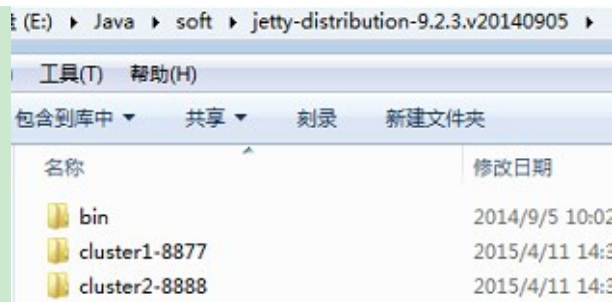 (E:) ▸ Java ▸ soft ▸ jetty-distribution-9.2.3.v20140905 ▸
工具(T) 帮助(H)
包含到库中 ▼ 共享 ▼ 刻录 新建文件夹
名称 修改日期
bin 2014/9/5 10:02
cluster1-8877 2015/4/11 14:3
cluster2-8888 2015/4/11 14:3